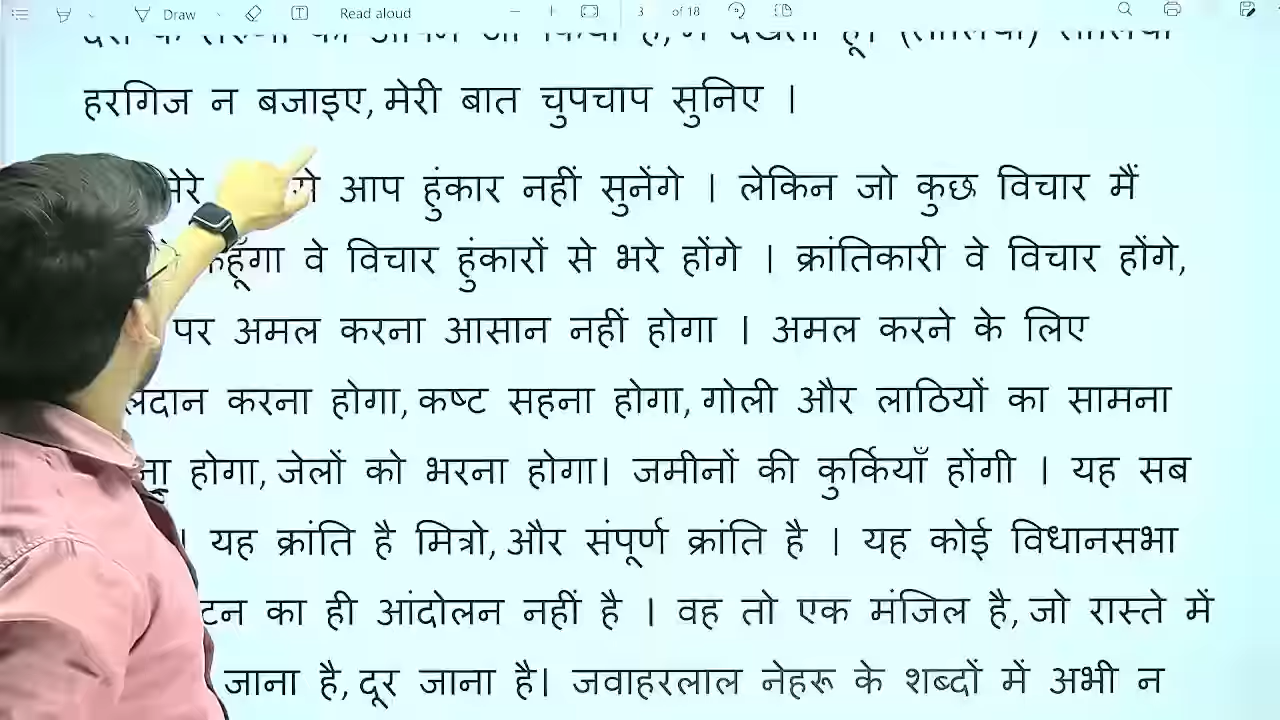 Draw Read aloud 3 of 18
हरगिज न बजाइए, मेरी बात चुपचाप सुनिए ।
आप हुंकार नहीं सुनेंगे । लेकिन जो कुछ विचार मैं
वे विचार हुंकारों से भरे होंगे । क्रांतिकारी वे विचार होंगे,
पर अमल करना आसान नहीं होगा । अमल करने के लिए
करना होगा, कष्ट सहना होगा, गोली और लाठियों का सामना
होगा, जेलों को भरना होगा। जमीनों की कुर्कियाँ होंगी । यह सब
। यह क्रांति है मित्रो, और संपूर्ण क्रांति है । यह कोई विधानसभा
का ही आंदोलन नहीं है । वह तो एक मंजिल है, जो रास्ते में
जाना है, दूर जाना है। जवाहरलाल नेहरू के शब्दों में अभी न